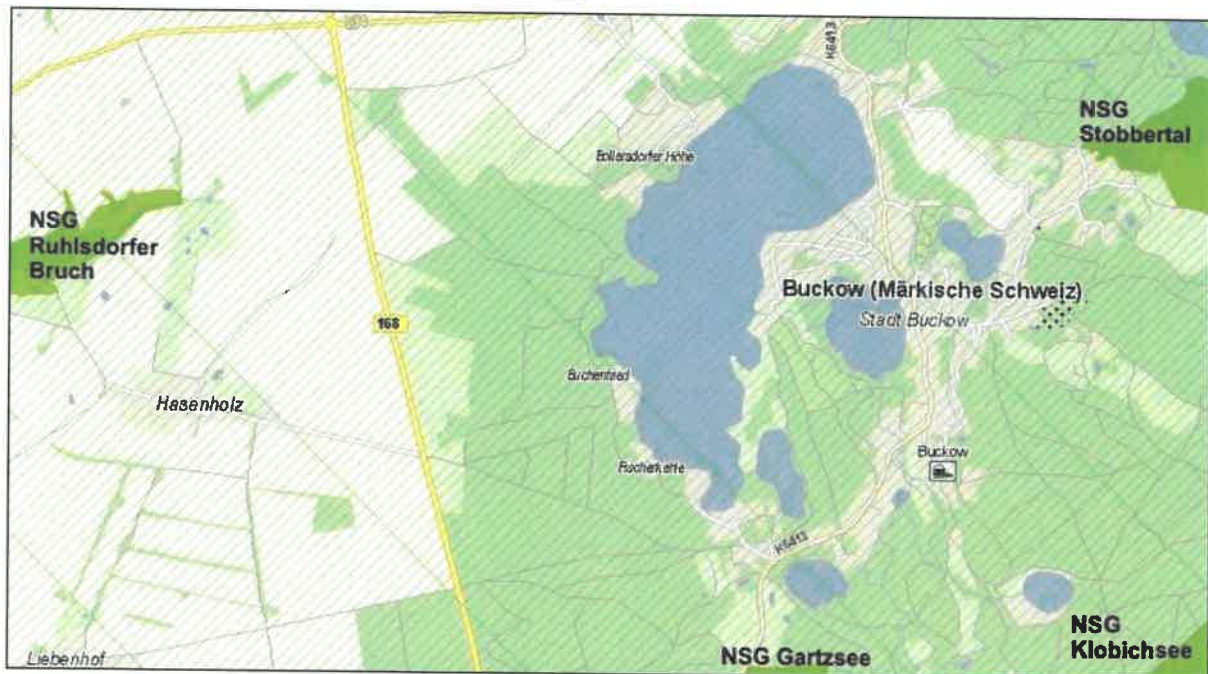 K6413
NSG
Stobbertal
Bollersdorfer Höhe
NSG
Ruhlsdorfer
Bruch
Buckow (Märkische Schweiz)
Stadt Buckow
168
Buchenfried
Hasenholz
Buckow
Fischerkehle
K6413
NSG
Klobichsee
NSG Gartzsee
Liebenhof